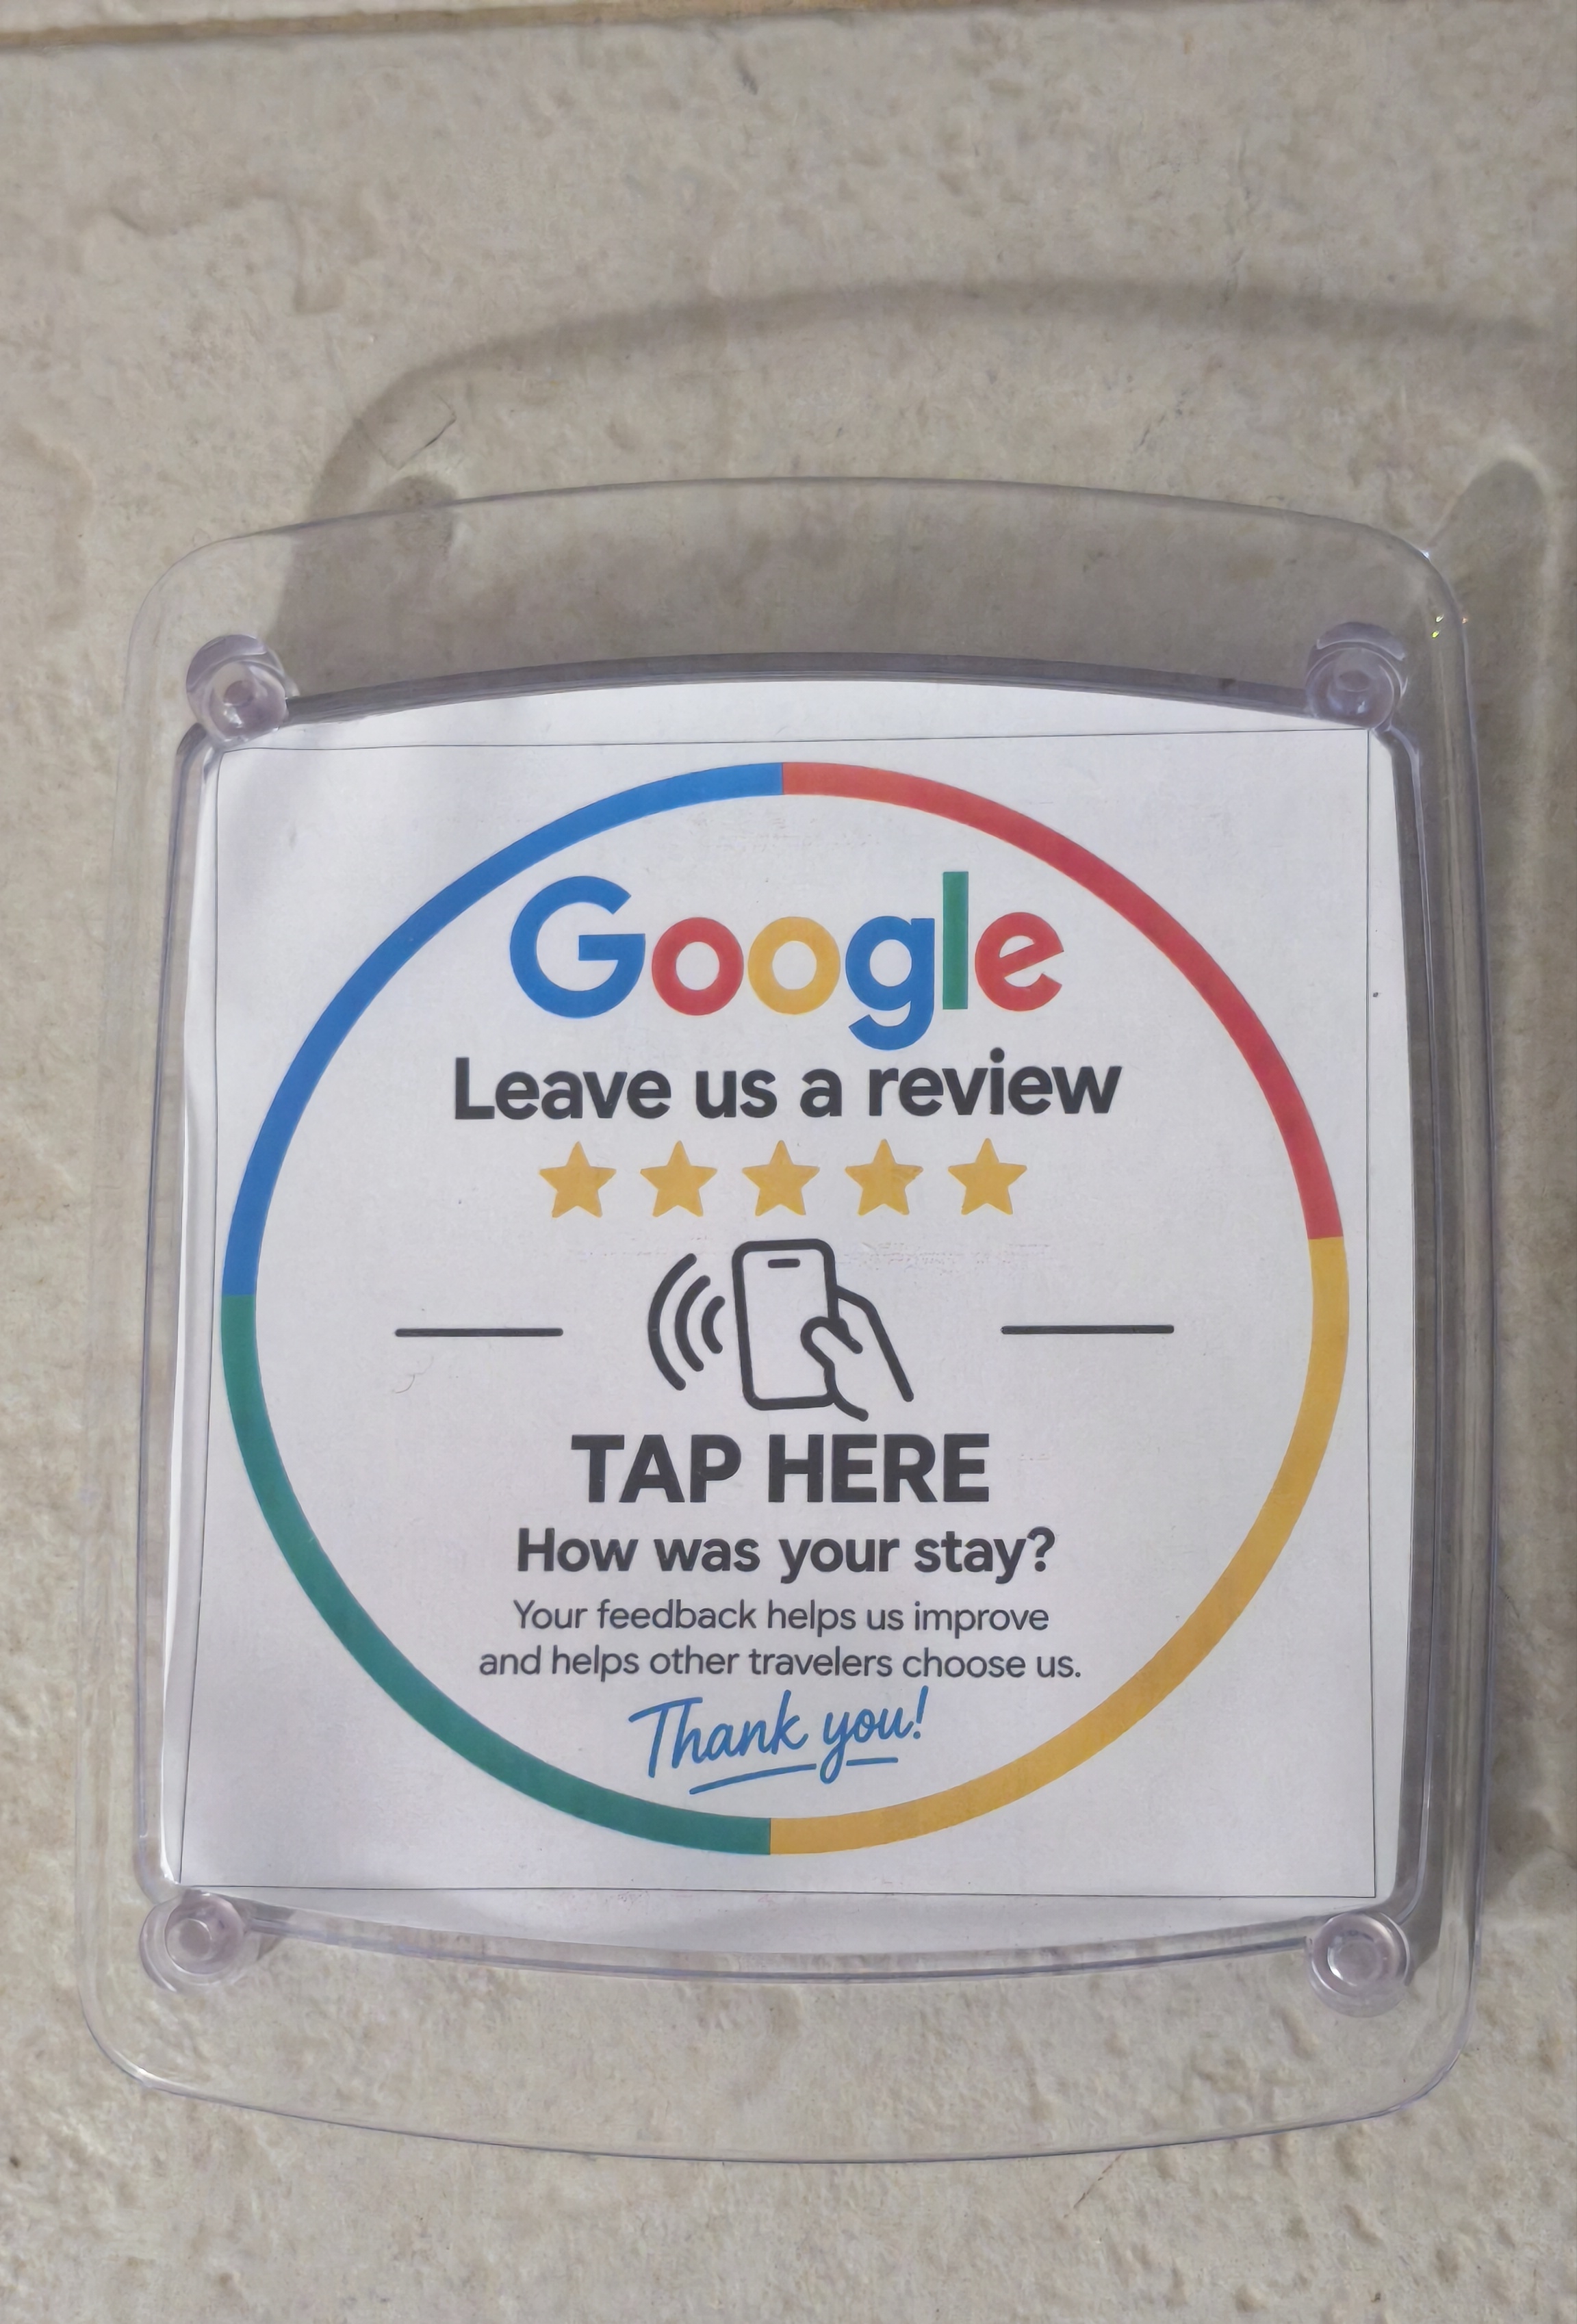 Google
Leave us a review
TAP HERE
How was your stay?
Your feedback helps us improve
and helps other travelers choose us.
Thank you!